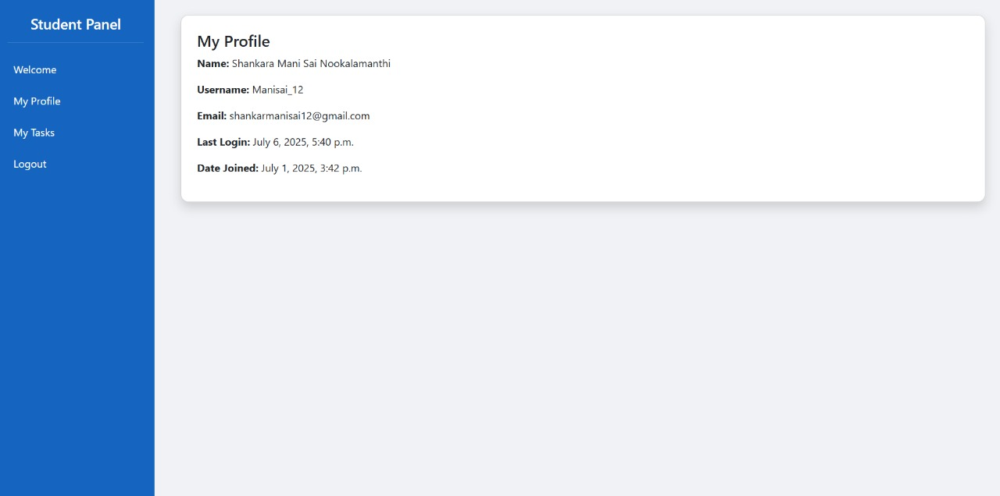 Student Panel
Welcome
My Profile
My Tasks
Logout
My Profile
Name: Shankara Mani Sai Nookalamanthi
Username: Manisai_12
Email: shankarmanisai12@gmail.com
Last Login: July 6, 2025, 5:40 p.m.
Date Joined: July 1, 2025, 3:42 p.m.